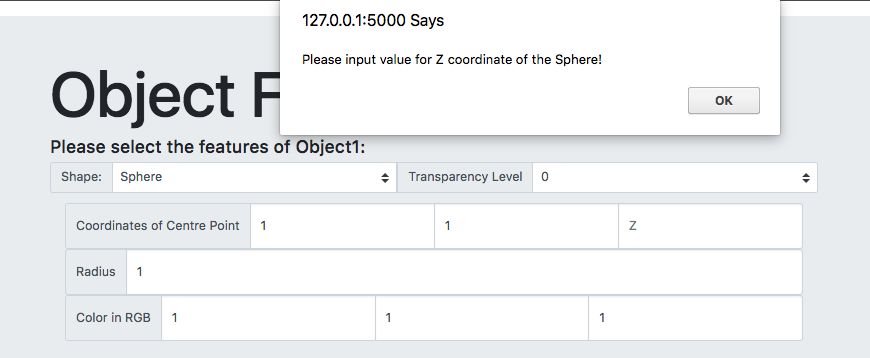 127.0.0.1:5000 Says
Please input value for Z coordinate of the Sphere!
OK
Object F
Please select the features of Object1:
Shape: Sphere Transparency Level 0
Coordinates of Centre Point 1 1 Z
Radius 1
Color in RGB 1 1 1